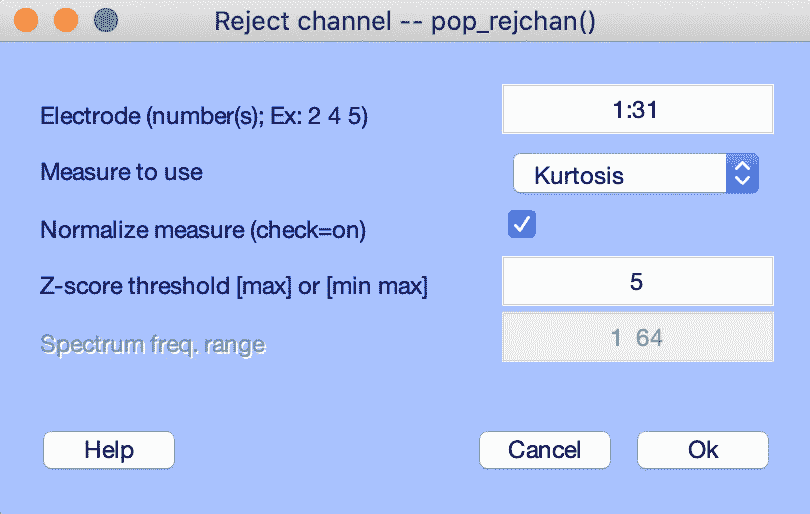 Reject channel -- pop_rejchan()
Electrode (number(s); Ex: 2 4 5) 1:31
Measure to use Kurtosis
Normalize measure (check=on)
Z-score threshold [max] or [min max] 5
Spectrum freq. range 1 64
Help Cancel Ok